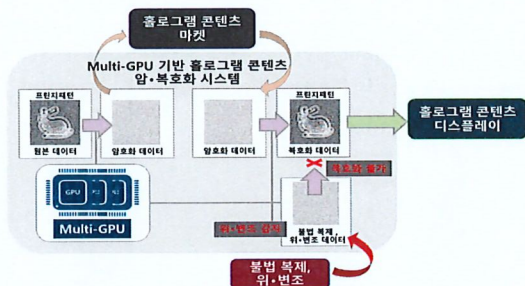 홀로그램 콘텐츠
마켓
Multi-GPU 기반 홀로그램 콘텐츠
암•복호화 시스템
프린지패턴
원본 데이터
암호화 데이터
암호화 데이터
프린지패턴
복호화 데이터
홀로그램 콘텐츠
디스플레이
복호화 불가
GPU
Multi-GPU
위•변조 감지
불법 복제,
위•변조 데이터
불법 복제,
위•변조